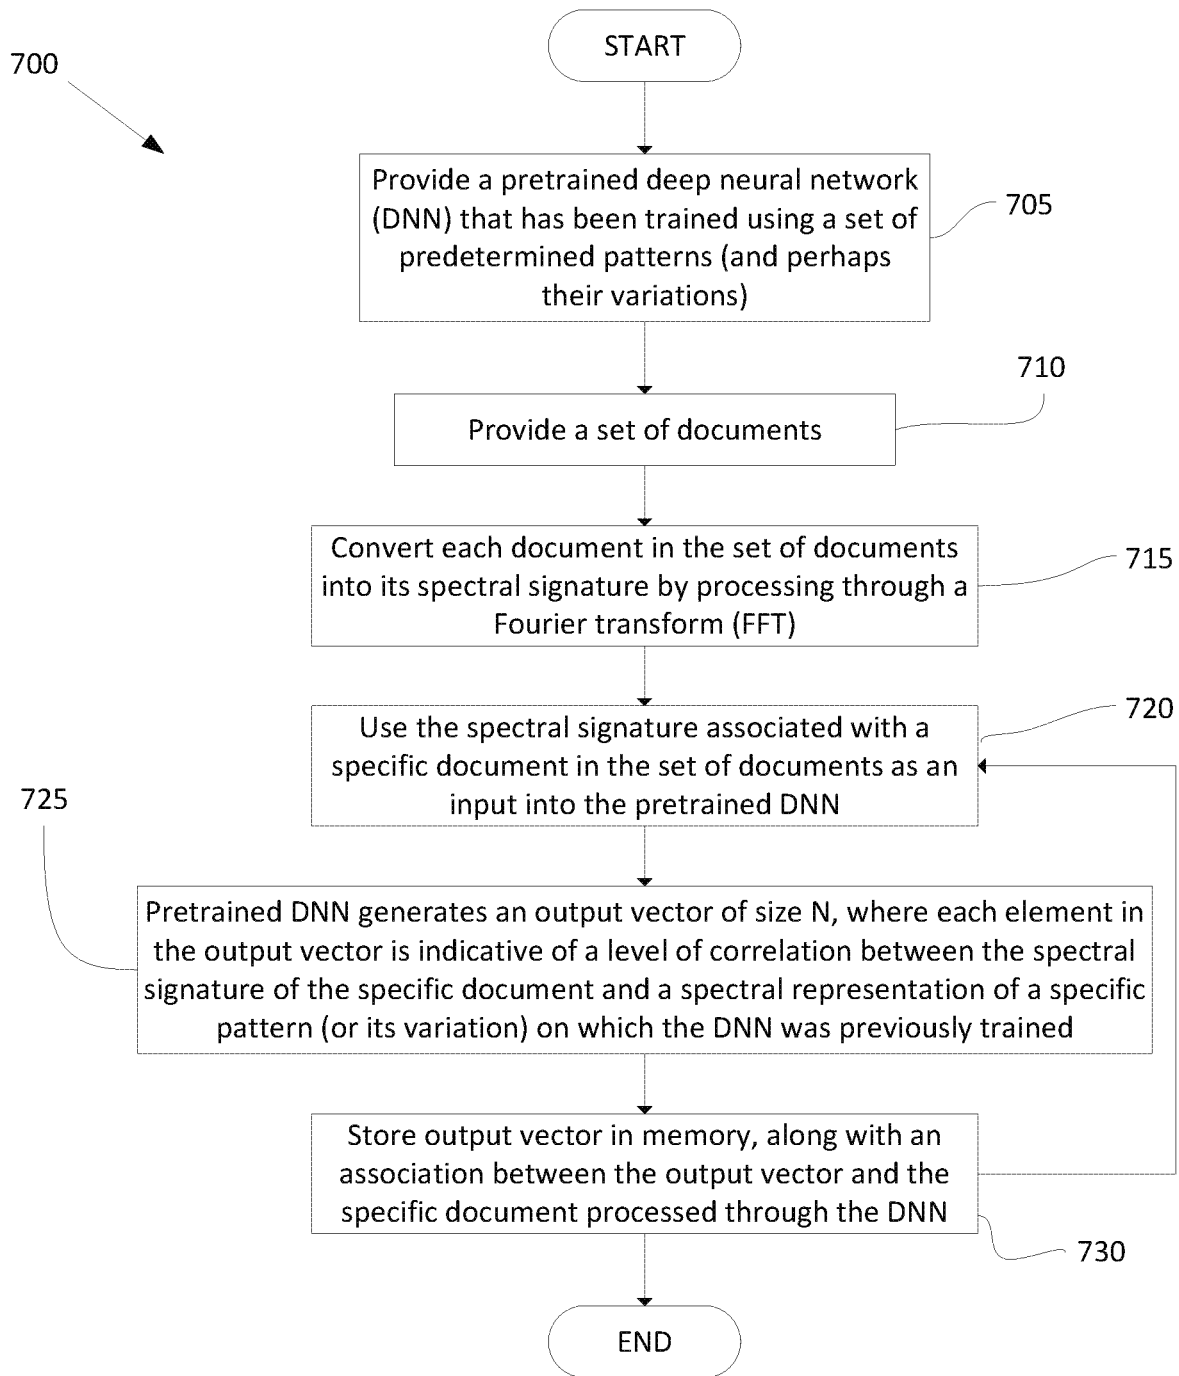 START
700
Provide a pretrained deep neural network
(DNN) that has been trained using a set of
predetermined patterns (and perhaps
their variations)
705
710
Provide a set of documents
Convert each document in the set of documents
into its spectral signature by processing through a
Fourier transform (FFT)
715
720
Use the spectral signature associated with a
specific document in the set of documents as an
input into the pretrained DNN
725
Pretrained DNN generates an output vector of size N, where each element in
the output vector is indicative of a level of correlation between the spectral
signature of the specific document and a spectral representation of a specific
pattern (or its variation) on which the DNN was previously trained
Store output vector in memory, along with an
association between the output vector and the
specific document processed through the DNN
730
END